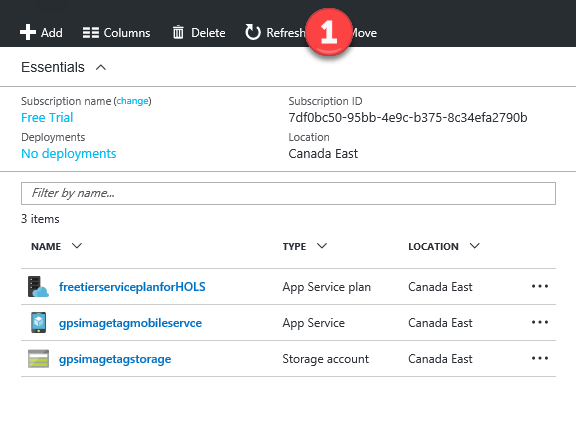 Add Columns Delete Refresh 1 Move
Essentials
Subscription name (change) Subscription ID
Free Trial 7df0bc50-95bb-4e9c-b375-8c34efa2790b
Deployments Location
No deployments Canada East
Filter by name...
3 items
NAME TYPE LOCATION
freetierserviceplanforHOLS App Service plan Canada East ...
gpsimagetagmobileservce App Service Canada East ...
gpsimagetagstorage Storage account Canada East ...